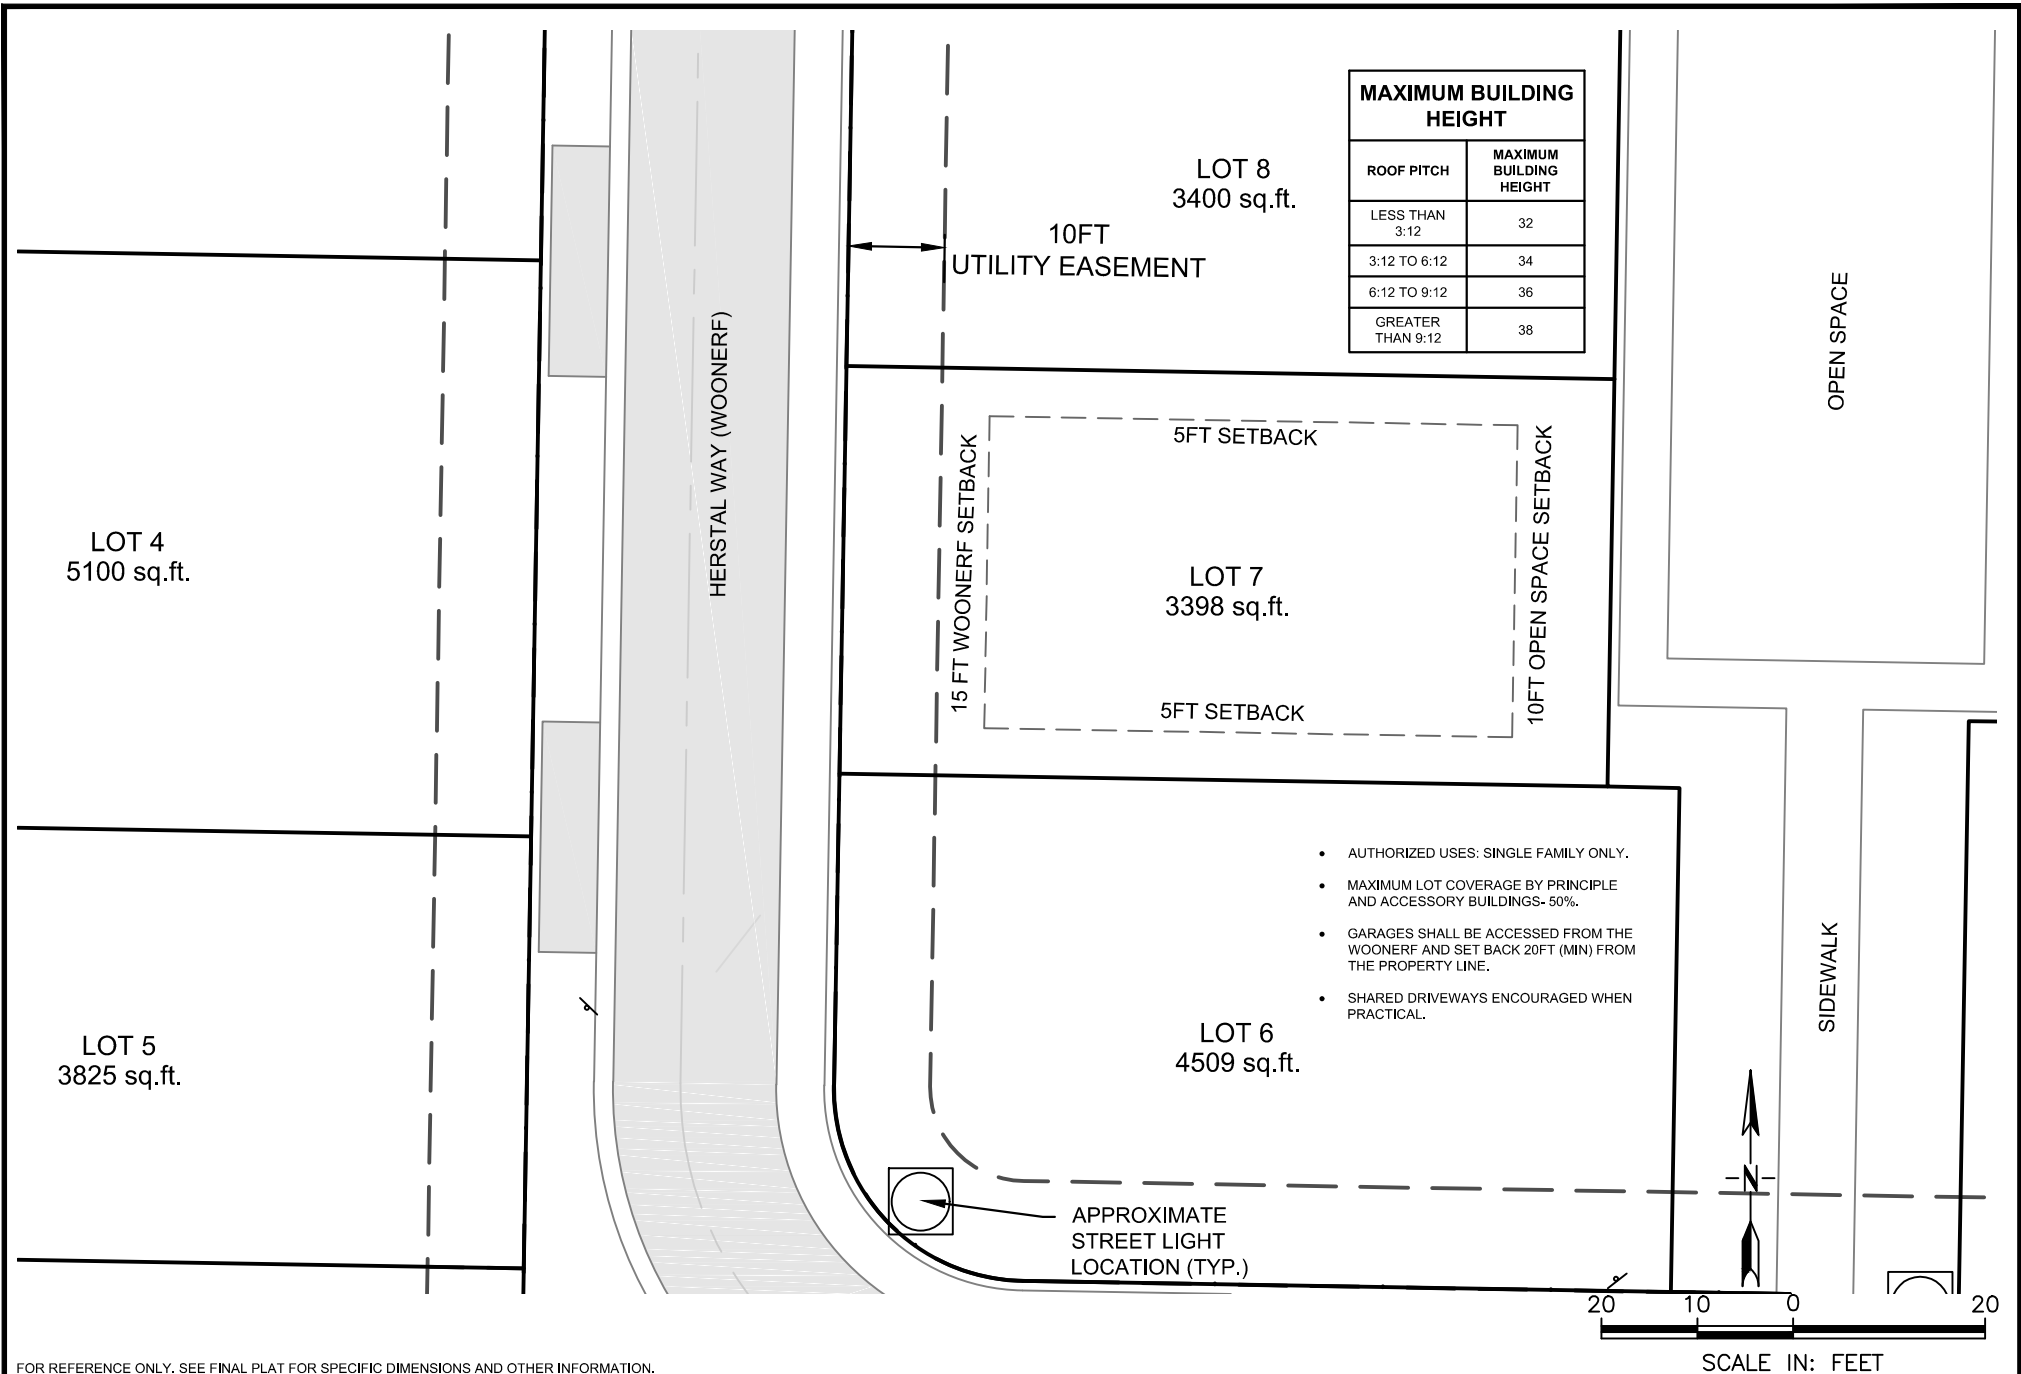 MAXIMUM BUILDING
HEIGHT
ROOF PITCH
MAXIMUM
BUILDING
HEIGHT
LESS THAN
3:12
32
3:12 TO 6:12
34
6:12 TO 9:12
36
GREATER
THAN 9:12
38
LOT 8
3400 sq.ft.
10FT
UTILITY EASEMENT
OPEN SPACE
HERSTAL WAY (WOONERF)
5FT SETBACK
15 FT WOONERF SETBACK
10FT OPEN SPACE SETBACK
LOT 4
5100 sq.ft.
LOT 7
3398 sq.ft.
5FT SETBACK
• AUTHORIZED USES: SINGLE FAMILY ONLY.
• MAXIMUM LOT COVERAGE BY PRINCIPLE
AND ACCESSORY BUILDINGS- 50%.
• GARAGES SHALL BE ACCESSED FROM THE
WOONERF AND SET BACK 20FT (MIN) FROM
THE PROPERTY LINE.
• SHARED DRIVEWAYS ENCOURAGED WHEN
PRACTICAL.
SIDEWALK
LOT 5
3825 sq.ft.
LOT 6
4509 sq.ft.
N
APPROXIMATE
STREET LIGHT
LOCATION (TYP.)
20 10 0 20
SCALE IN: FEET
FOR REFERENCE ONLY. SEE FINAL PLAT FOR SPECIFIC DIMENSIONS AND OTHER INFORMATION.